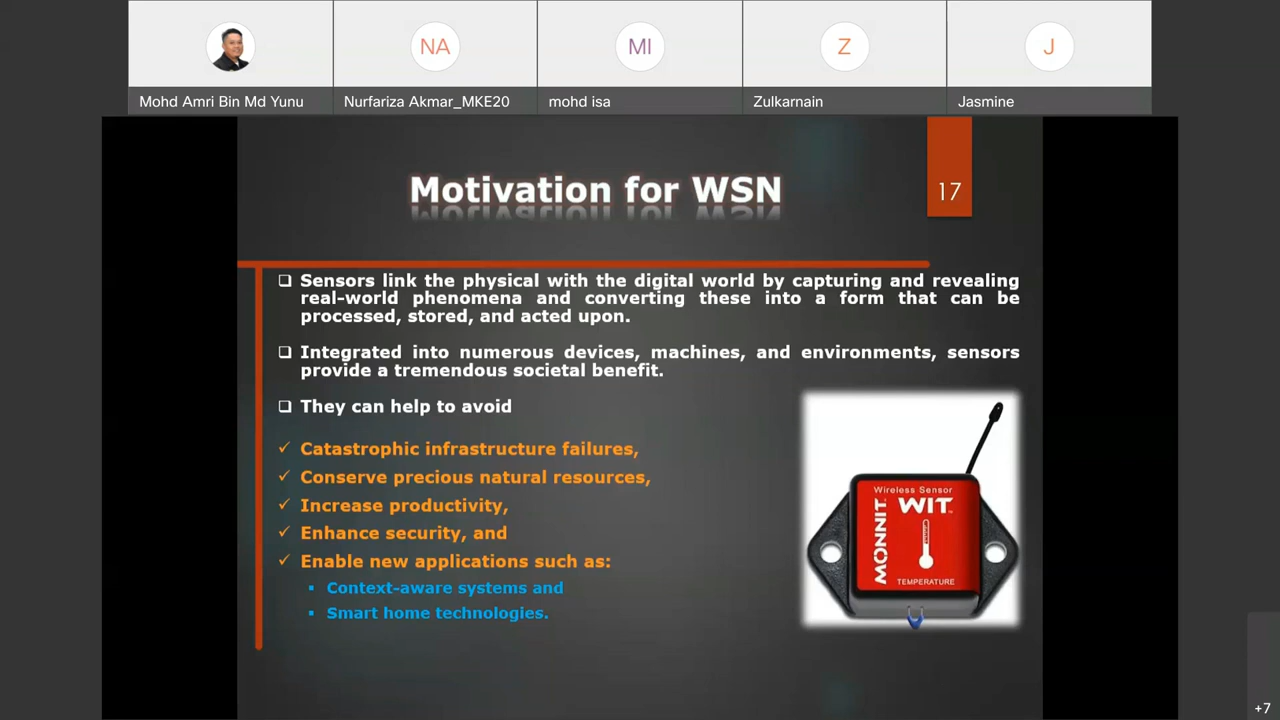 NA
MI
Z
J
Mohd Amri Bin Md Yunu
Nurfariza Akmar_MKE20
mohd isa
Zulkarnain
Jasmine
Motivation for WSN
17
Sensors link the physical with the digital world by capturing and revealing
real-world phenomena and converting these into a form that can be
processed, stored, and acted upon.
Integrated into numerous devices, machines, and environments, sensors
provide a tremendous societal benefit.
They can help to avoid
Catastrophic infrastructure failures,
Conserve precious natural resources,
Increase productivity,
Enhance security, and
Enable new applications such as:
Context-aware systems and
Smart home technologies.
Wireless Sensor
WIT
MONNIT
TEMPERATURE
+7